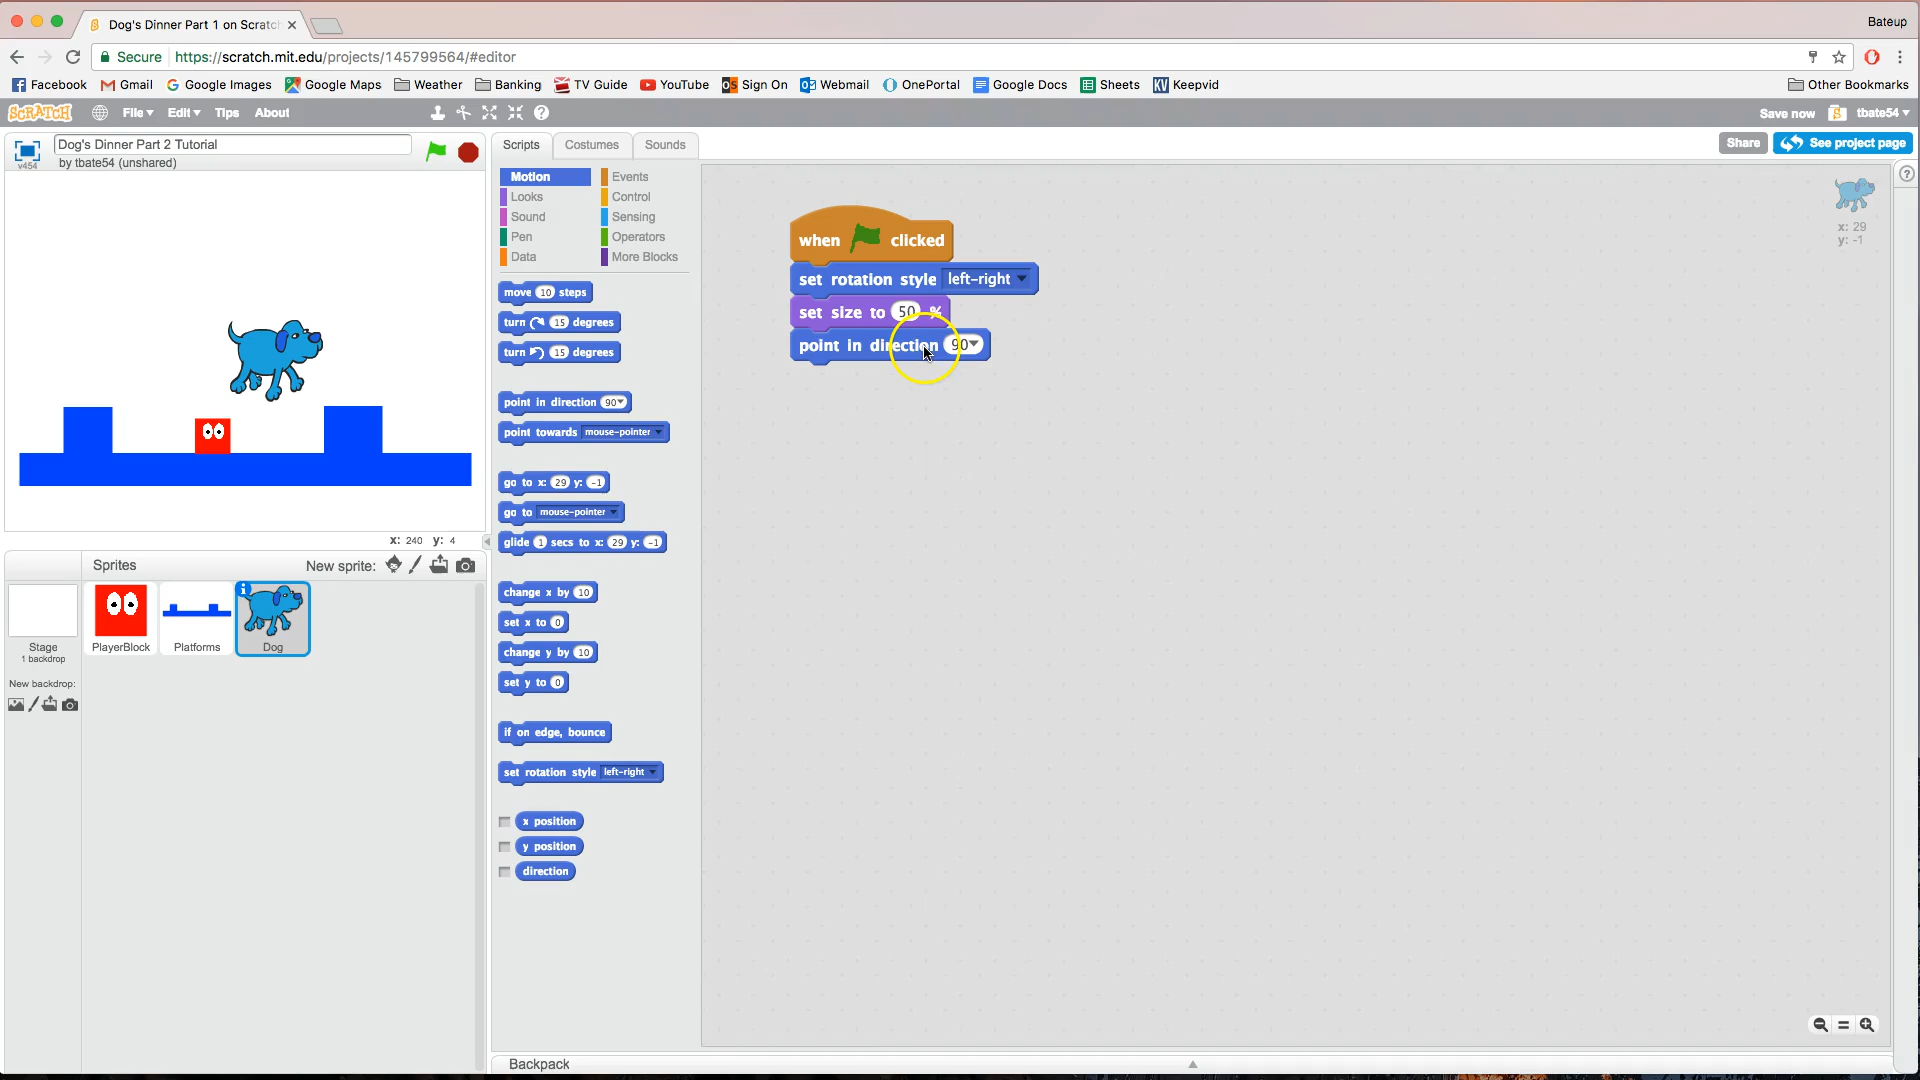 Dog's Dinner Part 1 on Scratch
Bateup
Secure https://scratch.mit.edu/projects/145799564/#editor
Facebook Gmail Google Images Google Maps Weather Banking TV Guide YouTube Sign On Webmail OnePortal Google Docs Sheets Keepvid Other Bookmarks
SCRATCH File Edit Tips About Save now tbate54
v454
Dog's Dinner Part 2 Tutorial
by tbate54 (unshared)
Scripts Costumes Sounds
Share See project page
Motion Events
Looks Control
Sound Sensing
Pen Operators
Data More Blocks
move 10 steps
turn 15 degrees
turn 15 degrees
point in direction 90
point towards mouse-pointer
go to x: 29 y: -1
go to mouse-pointer
glide 1 secs to x: 29 y: -1
change x by 10
set x to 0
change y by 10
set y to 0
if on edge, bounce
set rotation style left-right
x position
y position
direction
when clicked
set rotation style left-right
set size to 50 %
point in direction 90
x: 29
y: -1
x: 240 y: 4
Sprites New sprite:
PlayerBlock Platforms Dog
Stage
1 backdrop
New backdrop:
Backpack